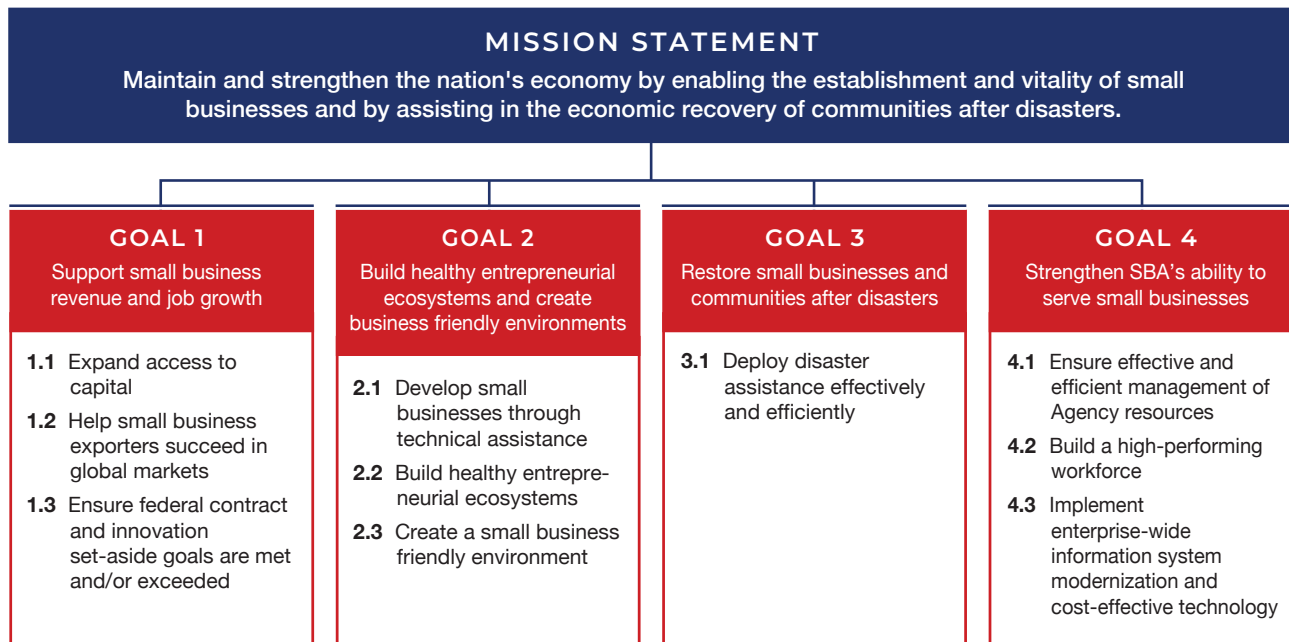 MISSION STATEMENT
Maintain and strengthen the nation's economy by enabling the establishment and vitality of small
businesses and by assisting in the economic recovery of communities after disasters.
GOAL 1
Support small business
revenue and job growth
1.1 Expand access to
capital
1.2 Help small business
exporters succeed in
global markets
1.3 Ensure federal contract
and innovation
set-aside goals are met
and/or exceeded
GOAL 2
Build healthy entrepreneurial
ecosystems and create
business friendly environments
2.1 Develop small
businesses through
technical assistance
2.2 Build healthy entrepre-
neurial ecosystems
2.3 Create a small business
friendly environment
GOAL 3
Restore small businesses and
communities after disasters
3.1 Deploy disaster
assistance effectively
and efficiently
GOAL 4
Strengthen SBA’s ability to
serve small businesses
4.1 Ensure effective and
efficient management of
Agency resources
4.2 Build a high-performing
workforce
4.3 Implement
enterprise-wide
information system
modernization and
cost-effective technology